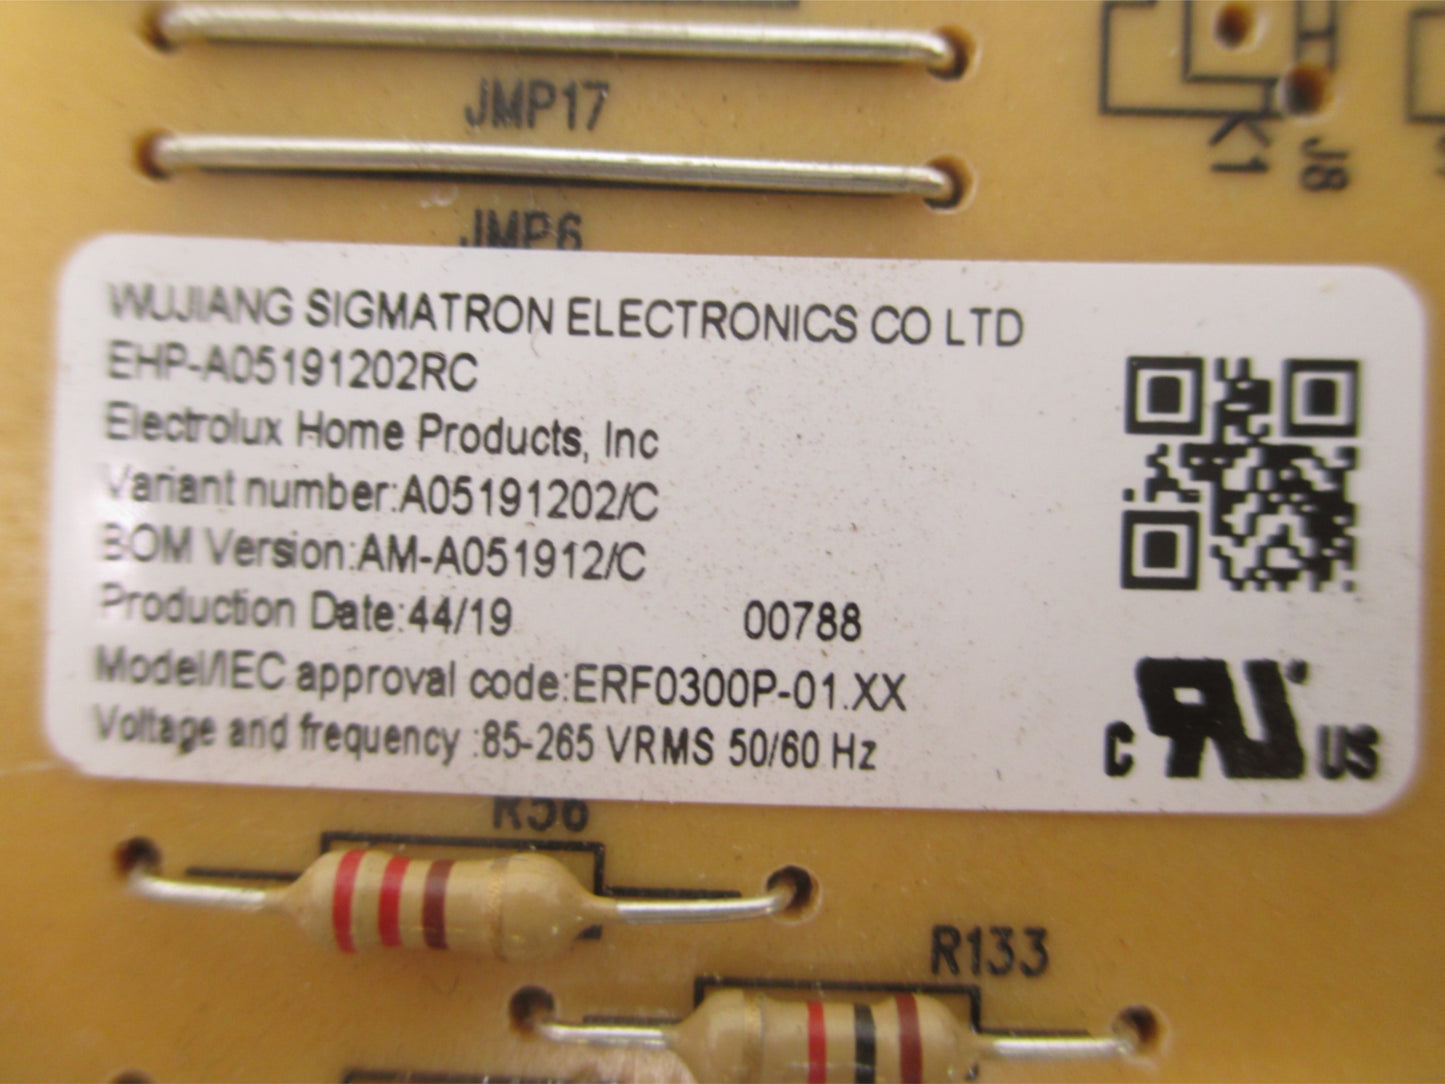 JMP17
K1
J8
JMP6
WUJIANG SIGMATRON ELECTRONICS CO LTD
EHP-A05191202RC
Electrolux Home Products, Inc
Variant number:A05191202/C
BOM Version:AM-A051912/C
Production Date:44/19 00788
Model/IEC approval code:ERF0300P-01.XX
Voltage and frequency :85-265 VRMS 50/60 Hz
C RU US
R56
R133